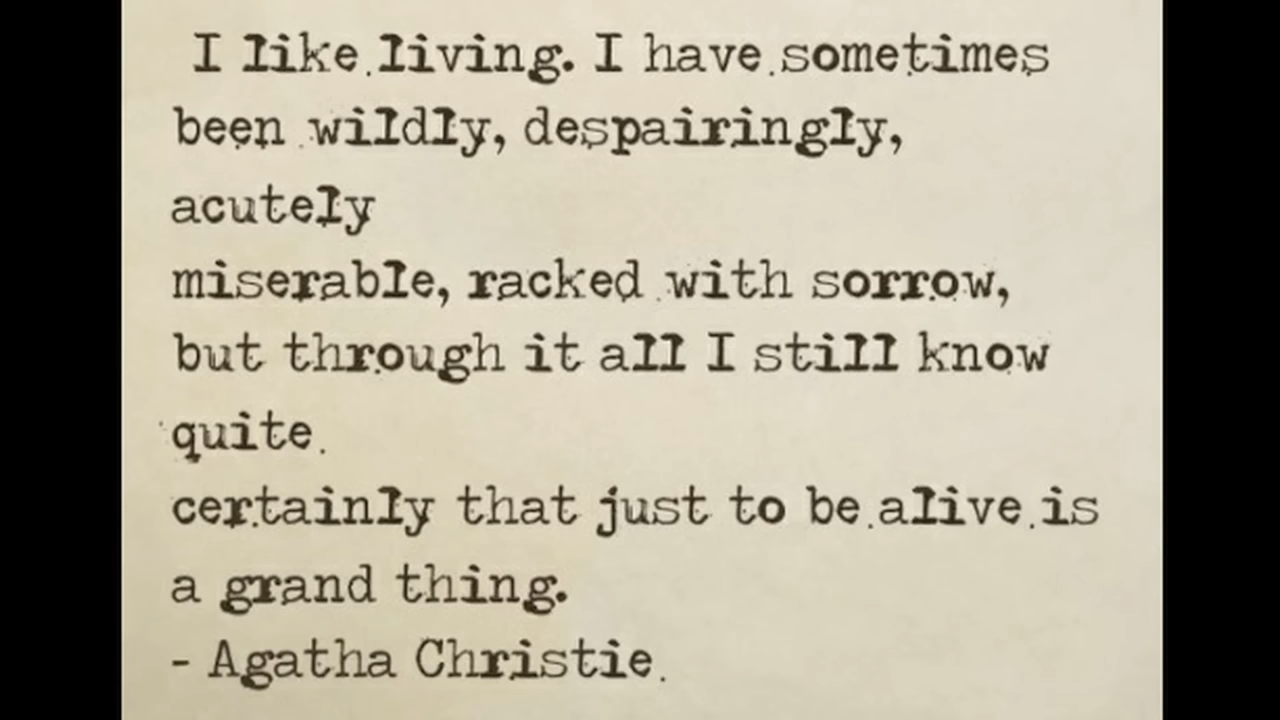 I like living. I have sometimes
been wildly, despairingly,
acutely
miserable, racked with sorrow,
but through it all I still know
quite
certainly that just to be alive is
a grand thing.
- Agatha Christie